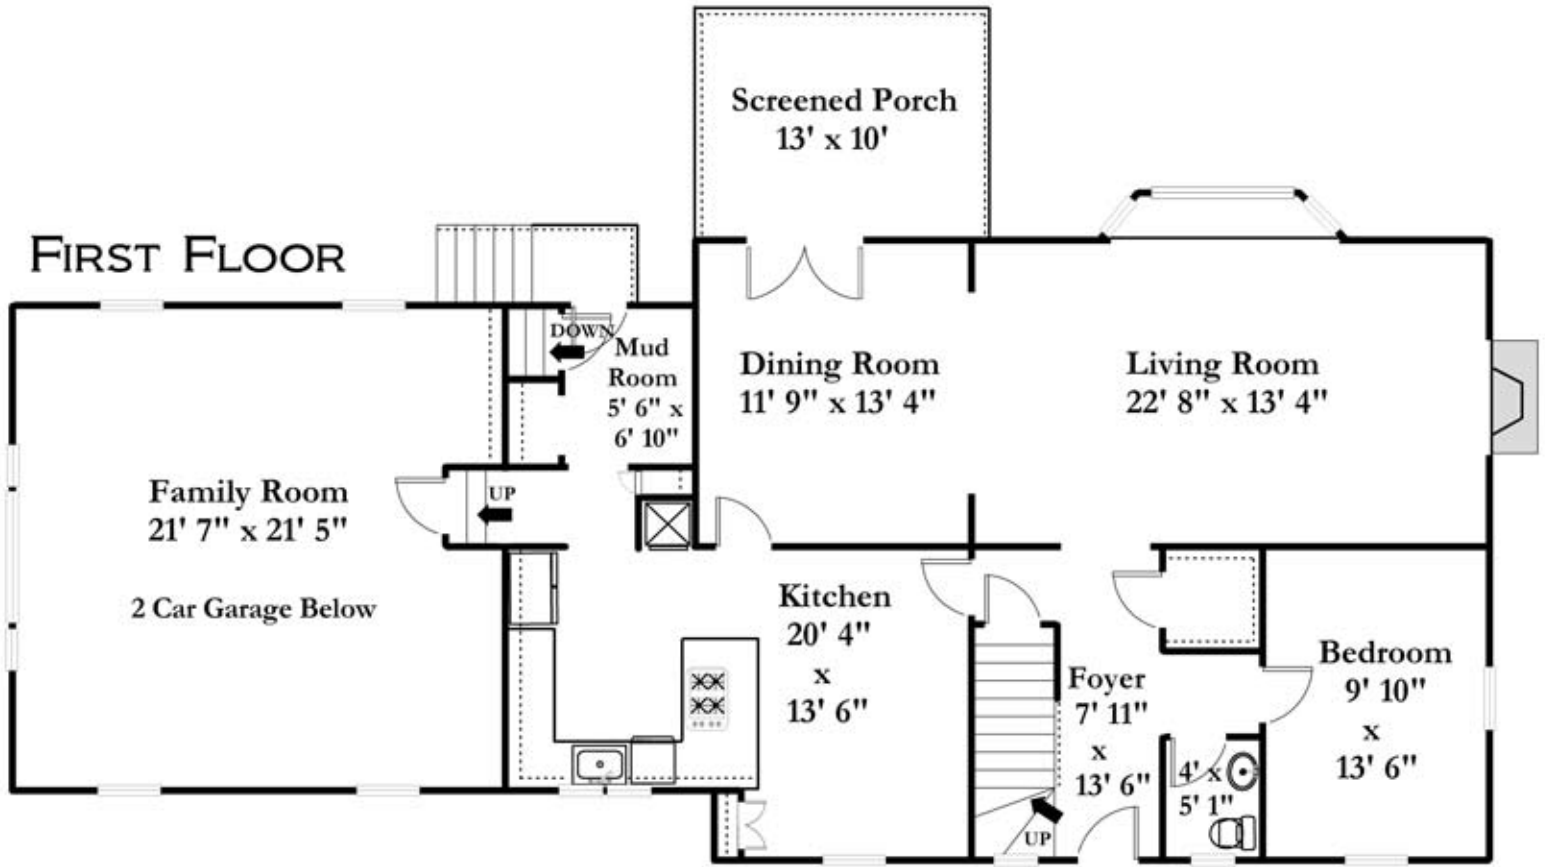 Screened Porch
13' x 10'
FIRST FLOOR
DOWN
Mud
Room
5' 6" x
6' 10"
Dining Room
11' 9" x 13' 4"
Living Room
22' 8" x 13' 4"
Family Room
21' 7" x 21' 5"
2 Car Garage Below
UP
Kitchen
20' 4"
x
13' 6"
Foyer
7' 11"
x
13' 6"
UP
4' x
5' 1"
Bedroom
9' 10"
x
13' 6"